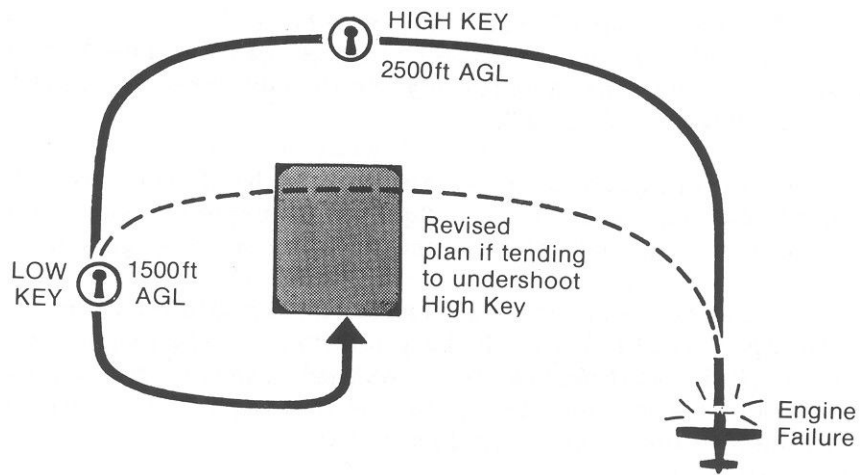 HIGH KEY
2500ft AGL
Revised
plan if tending
to undershoot
High Key
LOW
KEY
1500ft
AGL
Engine
Failure